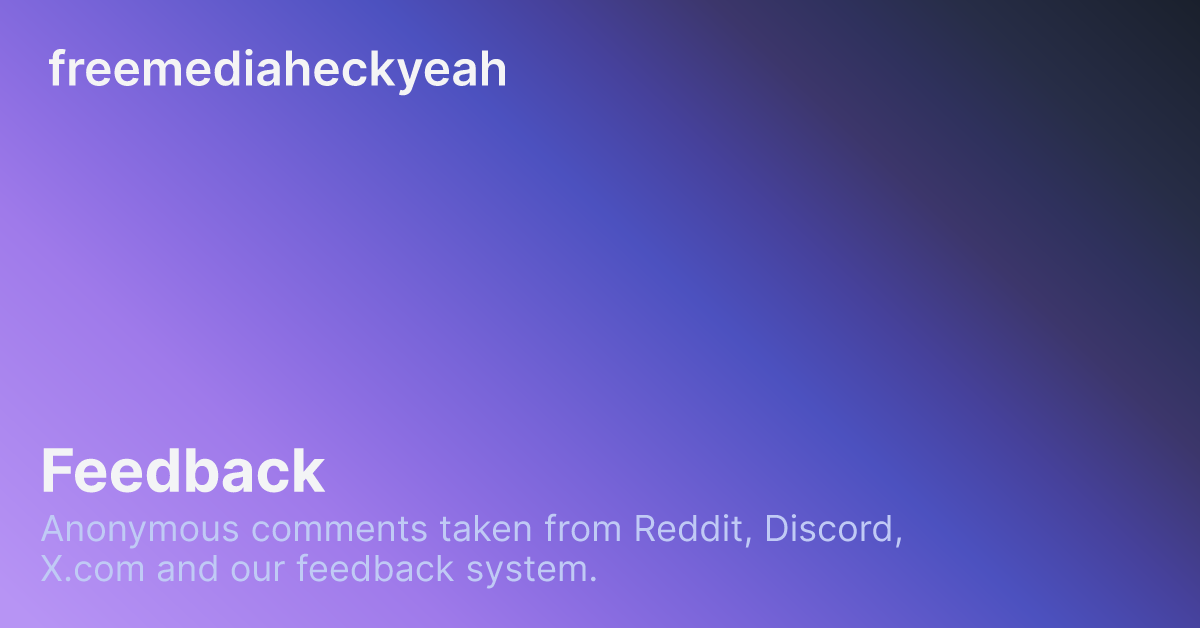 freemediaheckyeah
Feedback
Anonymous comments taken from Reddit, Discord,
X.com and our feedback system.